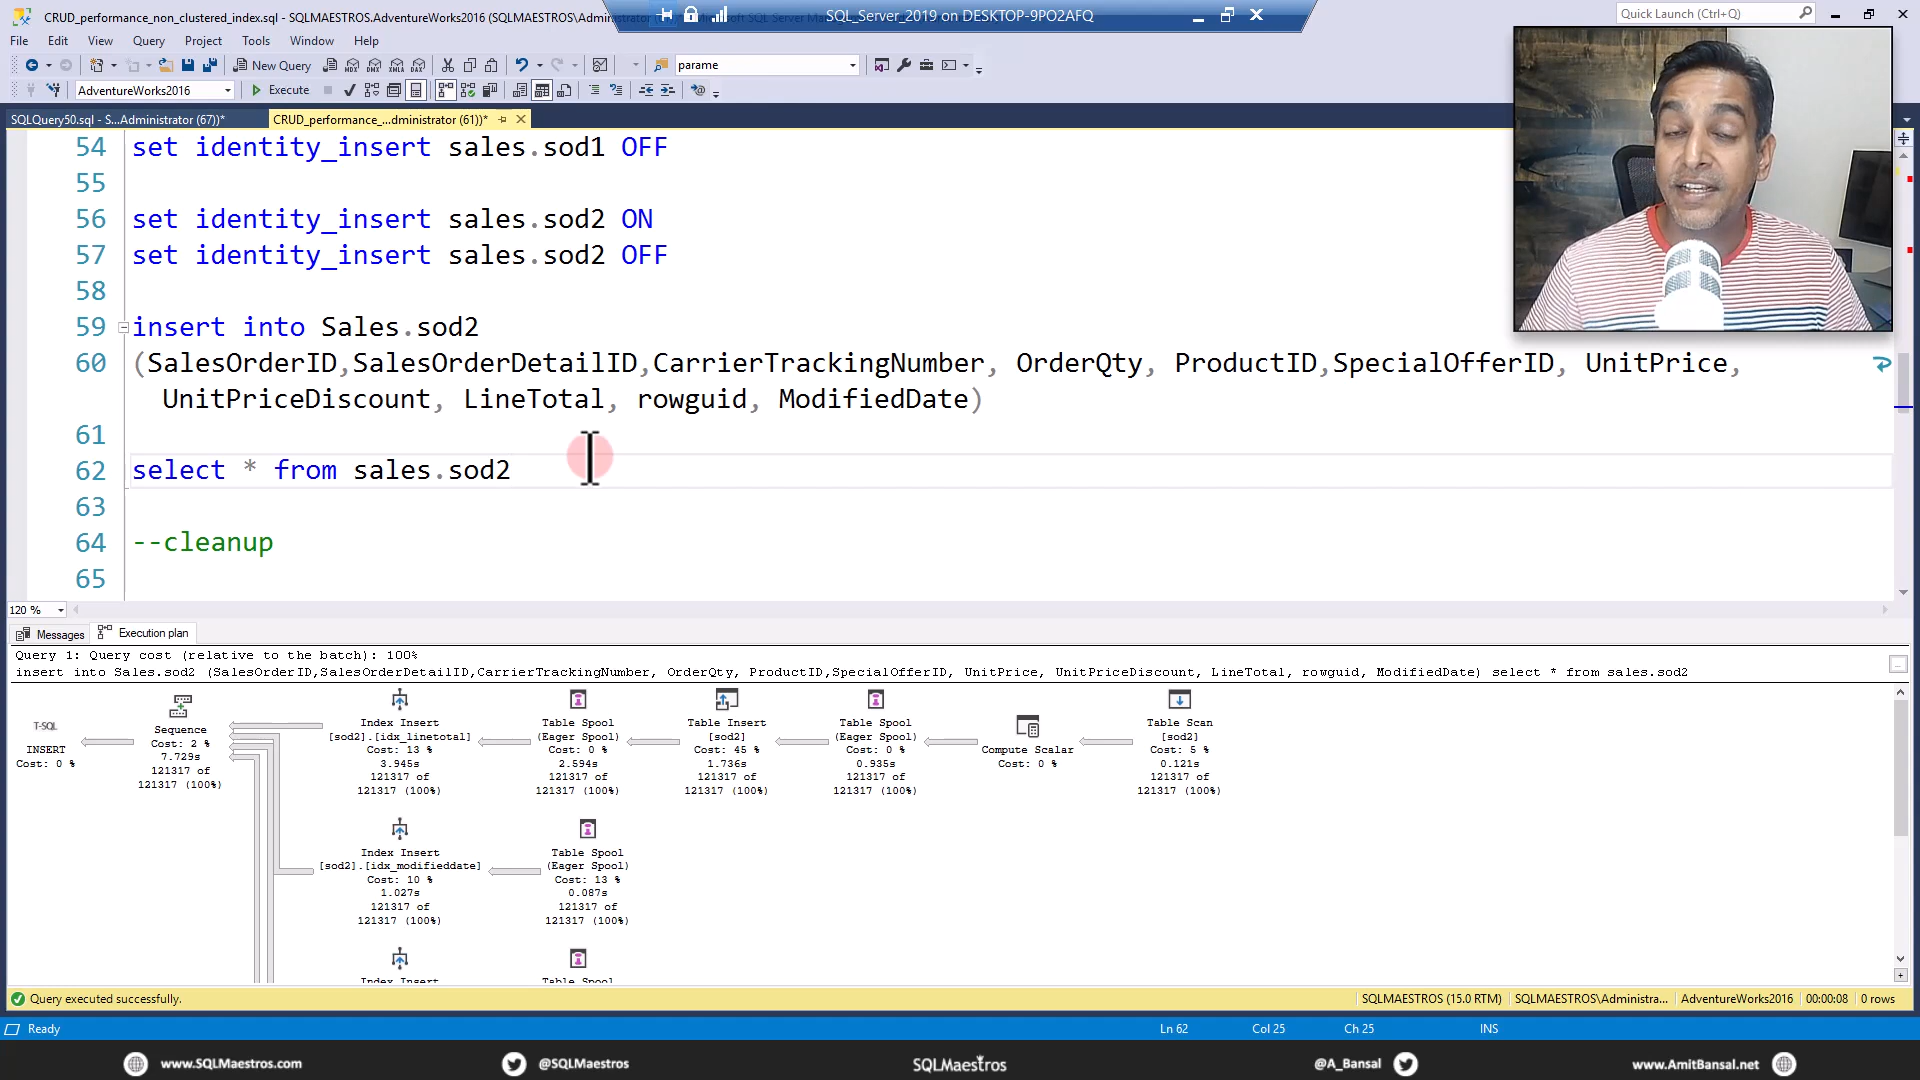 CRUD_performance_non_clustered_index.sql - SQLMAESTROS.AdventureWorks2016 (SQLMAESTROS\Admini
SQL_Server_2019 on DESKTOP-9PO2AFQ
Quick Launch (Ctrl+Q)
File Edit View Query Project Tools Window Help
New Query
parame
AdventureWorks2016
Execute
SQLQuery50.sql - S...Administrator (67))*
CRUD_performance_...dministrator (61))*
54 set identity_insert sales.sod1 OFF
55
56 set identity_insert sales.sod2 ON
57 set identity_insert sales.sod2 OFF
58
59 insert into Sales.sod2
60 (SalesOrderID,SalesOrderDetailID,CarrierTrackingNumber, OrderQty, ProductID,SpecialOfferID, UnitPrice,
UnitPriceDiscount, LineTotal, rowguid, ModifiedDate)
61
62 select * from sales.sod2
63
64 --cleanup
65
120 %
Messages Execution plan
Query 1: Query cost (relative to the batch): 100%
insert into Sales.sod2 (SalesOrderID,SalesOrderDetailID,CarrierTrackingNumber, OrderQty, ProductID,SpecialOfferID, UnitPrice, UnitPriceDiscount, LineTotal, rowguid, ModifiedDate) select * from sales.sod2
T-SQL
INSERT
Cost: 0 %
Sequence
Cost: 2 %
7.729s
121317 of
121317 (100%)
Index Insert
[sod2].[idx_linetotal]
Cost: 13 %
3.945s
121317 of
121317 (100%)
Table Spool
(Eager Spool)
Cost: 0 %
2.594s
121317 of
121317 (100%)
Table Insert
[sod2]
Cost: 45 %
1.736s
121317 of
121317 (100%)
Table Spool
(Eager Spool)
Cost: 0 %
0.935s
121317 of
121317 (100%)
Compute Scalar
Cost: 0 %
Table Scan
[sod2]
Cost: 5 %
0.121s
121317 of
121317 (100%)
Index Insert
[sod2].[idx_modifieddate]
Cost: 10 %
1.027s
121317 of
121317 (100%)
Table Spool
(Eager Spool)
Cost: 13 %
0.087s
121317 of
121317 (100%)
Index Insert
Table Spool
Query executed successfully.
SQLMAESTROS (15.0 RTM) SQLMAESTROS\Administra... AdventureWorks2016 00:00:08 0 rows
Ready
Ln 62 Col 25 Ch 25 INS
www.SQLMaestros.com @SQLMaestros SQLMaestros @A_Bansal www.AmitBansal.net